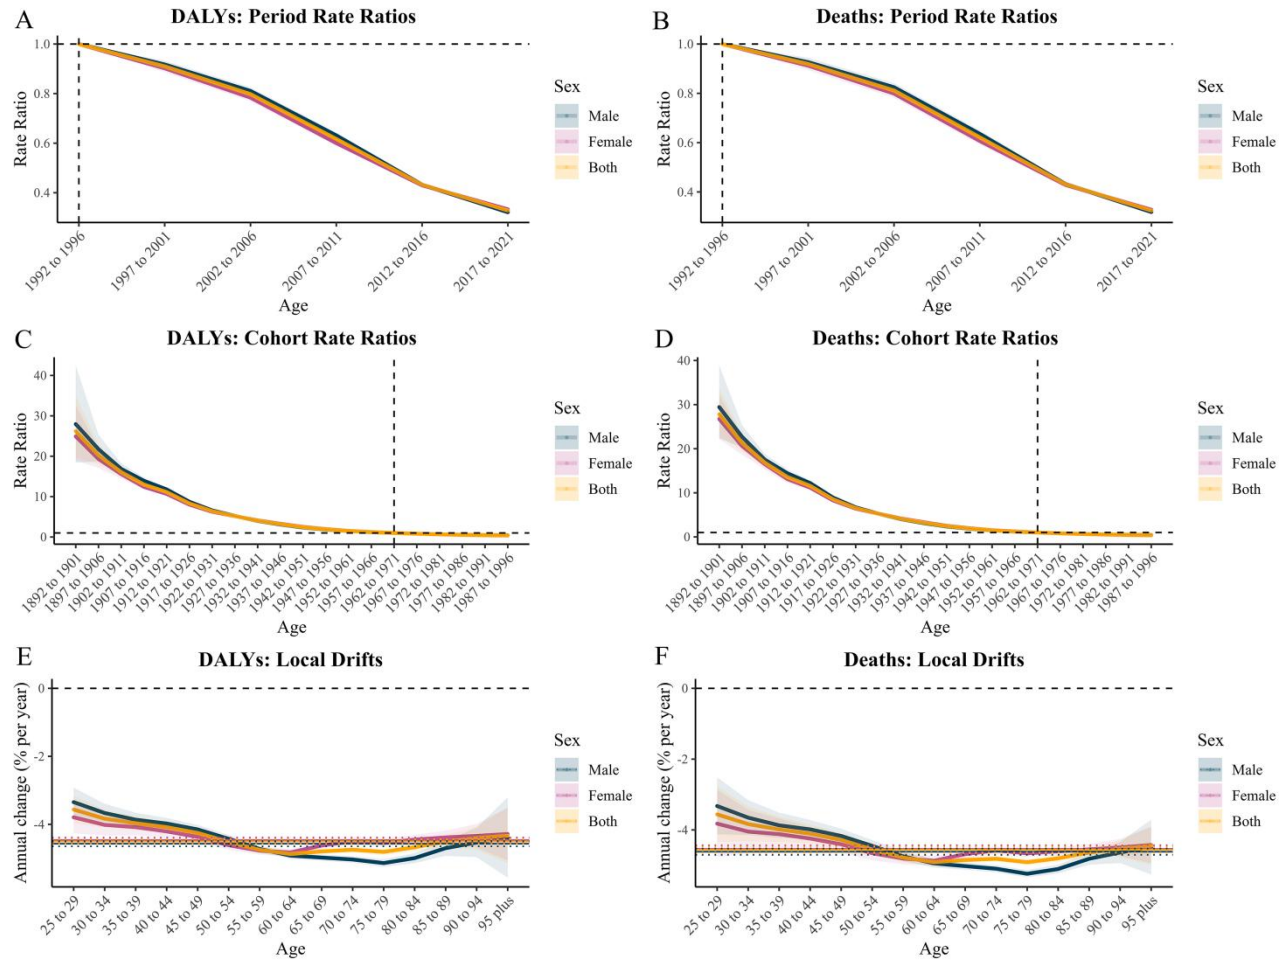 A
DALYs: Period Rate Ratios
Rate Ratio
1.0
0.8
0.6
0.4
1992 to 1996
1997 to 2001
2002 to 2006
2007 to 2011
2012 to 2016
2017 to 2021
Age
Sex
Male
Female
Both
B
Deaths: Period Rate Ratios
Rate Ratio
1.0
0.8
0.6
0.4
1992 to 1996
1997 to 2001
2002 to 2006
2007 to 2011
2012 to 2016
2017 to 2021
Age
Sex
Male
Female
Both
C
DALYs: Cohort Rate Ratios
Rate Ratio
40
30
20
10
0
1892 to 1901
1897 to 1906
1902 to 1911
1907 to 1916
1912 to 1921
1917 to 1926
1922 to 1931
1927 to 1936
1932 to 1941
1937 to 1946
1942 to 1951
1947 to 1956
1952 to 1961
1957 to 1966
1962 to 1971
1967 to 1976
1972 to 1981
1977 to 1986
1982 to 1991
1987 to 1996
Age
Sex
Male
Female
Both
D
Deaths: Cohort Rate Ratios
Rate Ratio
40
30
20
10
0
1892 to 1901
1897 to 1906
1902 to 1911
1907 to 1916
1912 to 1921
1917 to 1926
1922 to 1931
1927 to 1936
1932 to 1941
1937 to 1946
1942 to 1951
1947 to 1956
1952 to 1961
1957 to 1966
1962 to 1971
1967 to 1976
1972 to 1981
1977 to 1986
1982 to 1991
1987 to 1996
Age
Sex
Male
Female
Both
E
DALYs: Local Drifts
Annual change (% per year)
0
-2
-4
25 to 29
30 to 34
35 to 39
40 to 44
45 to 49
50 to 54
55 to 59
60 to 64
65 to 69
70 to 74
75 to 79
80 to 84
85 to 89
90 to 94
95 plus
Age
Sex
Male
Female
Both
F
Deaths: Local Drifts
Annual change (% per year)
0
-2
-4
25 to 29
30 to 34
35 to 39
40 to 44
45 to 49
50 to 54
55 to 59
60 to 64
65 to 69
70 to 74
75 to 79
80 to 84
85 to 89
90 to 94
95 plus
Age
Sex
Male
Female
Both